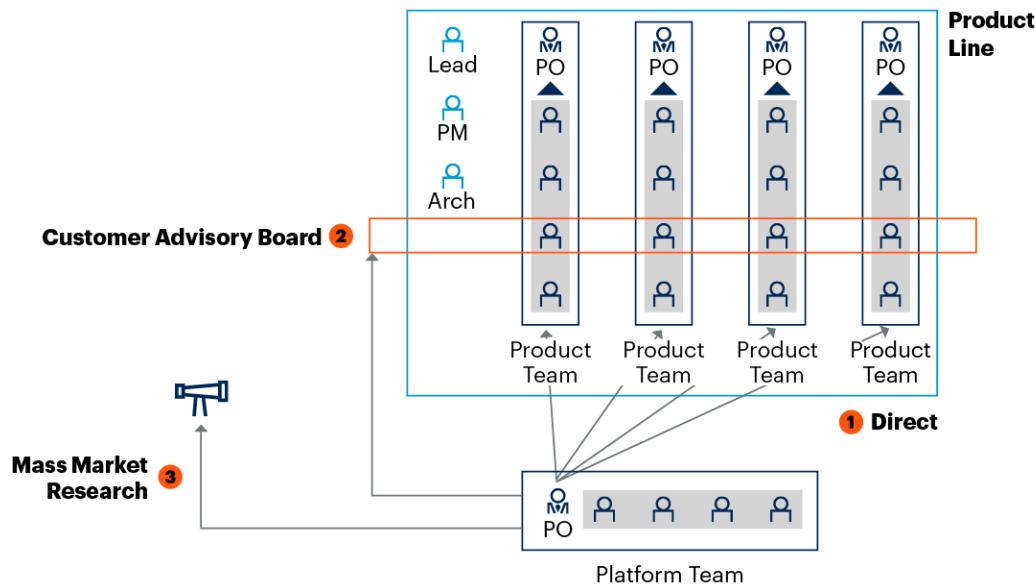 Product
Line
Lead
PO
PO
PO
PO
PM
Arch
Customer Advisory Board 2
Product
Team
Product
Team
Product
Team
Product
Team
1 Direct
Mass Market
Research
3
PO
Platform Team